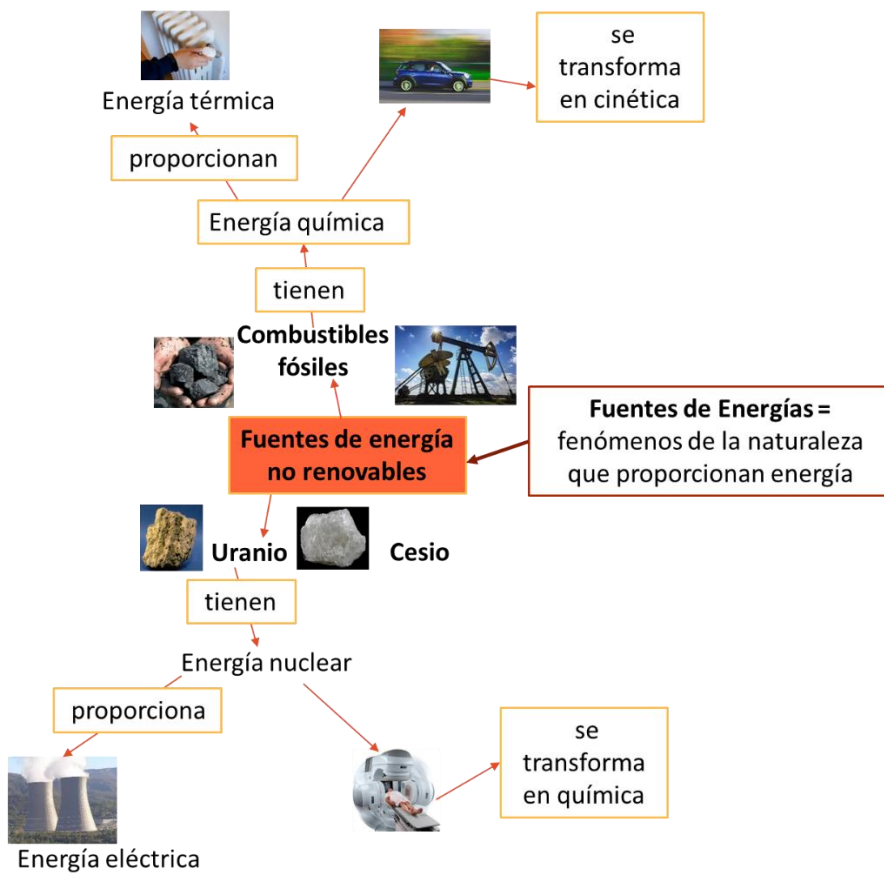 se
transforma
en cinética
Energía térmica
proporcionan
Energía química
tienen
Combustibles
fósiles
Fuentes de energía
no renovables
Fuentes de Energías =
fenómenos de la naturaleza
que proporcionan energía
Uranio
Cesio
tienen
Energía nuclear
proporciona
se
transforma
en química
Energía eléctrica